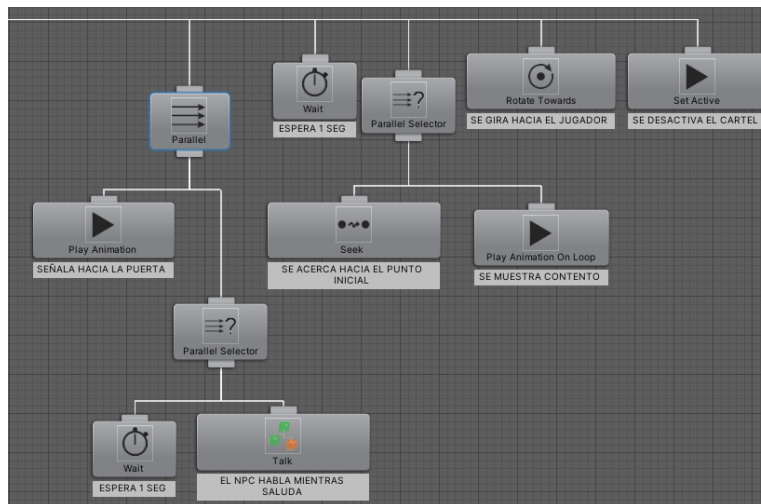 Parallel
Wait
ESPERA 1 SEG
Parallel Selector
Rotate Towards
SE GIRA HACIA EL JUGADOR
Set Active
SE DESACTIVA EL CARTEL
Play Animation
SEÑALA HACIA LA PUERTA
Seek
SE ACERCA HACIA EL PUNTO
INICIAL
Play Animation On Loop
SE MUESTRA CONTENTO
Parallel Selector
Wait
ESPERA 1 SEG
Talk
EL NPC HABLA MIENTRAS
SALUDA